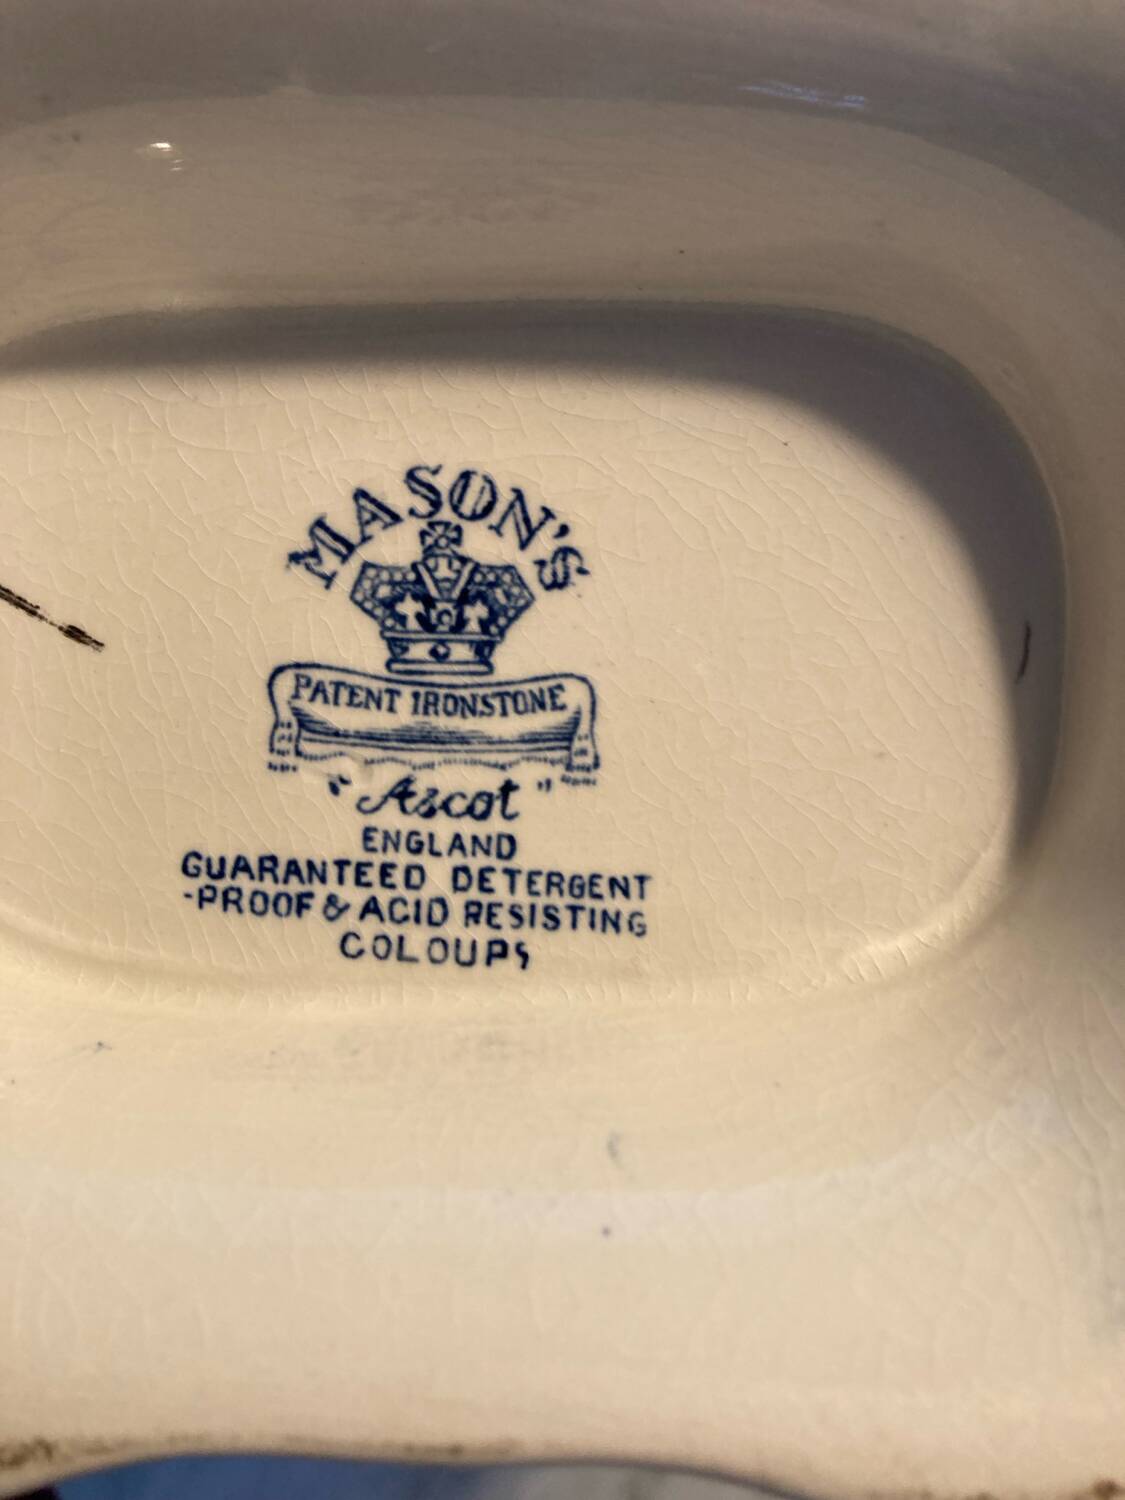 MASON'S
PATENT IRONSTONE
"Ascot"
ENGLAND
GUARANTEED DETERGENT
-PROOF & ACID RESISTING
COLOURS